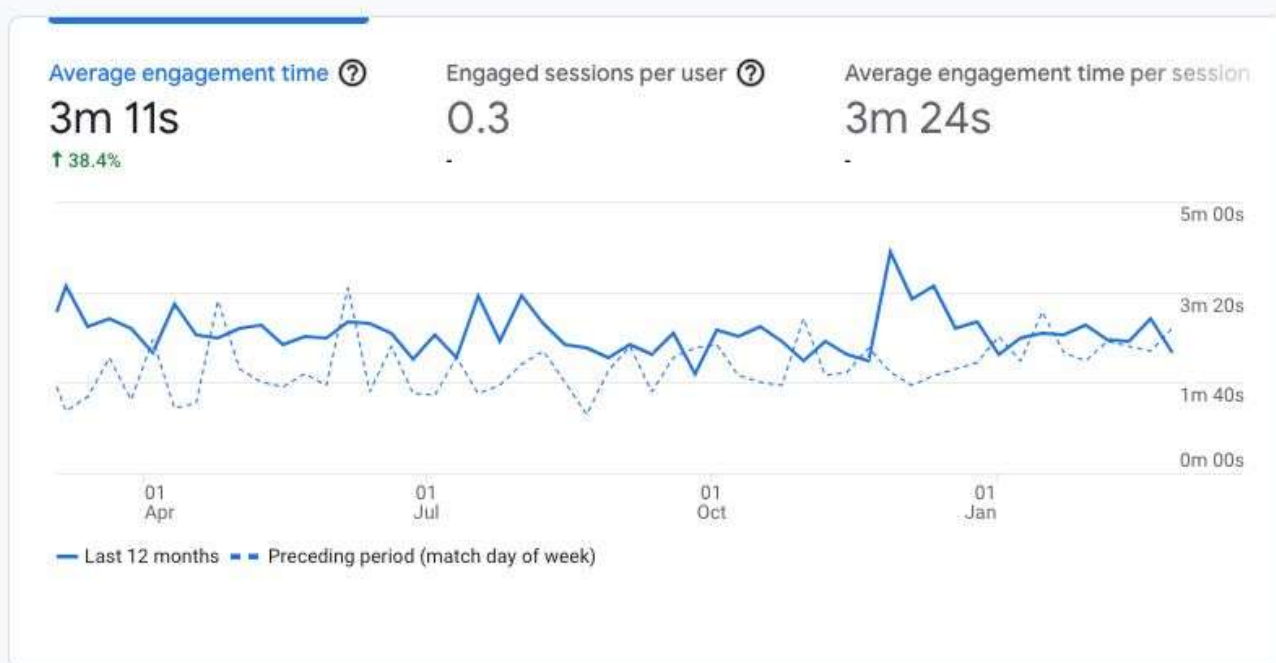 Average engagement time
3m 11s
↑ 38.4%
Engaged sessions per user
0.3
-
Average engagement time per session
3m 24s
-
5m 00s
3m 20s
1m 40s
0m 00s
01
Apr
01
Jul
01
Oct
01
Jan
Last 12 months
Preceding period (match day of week)